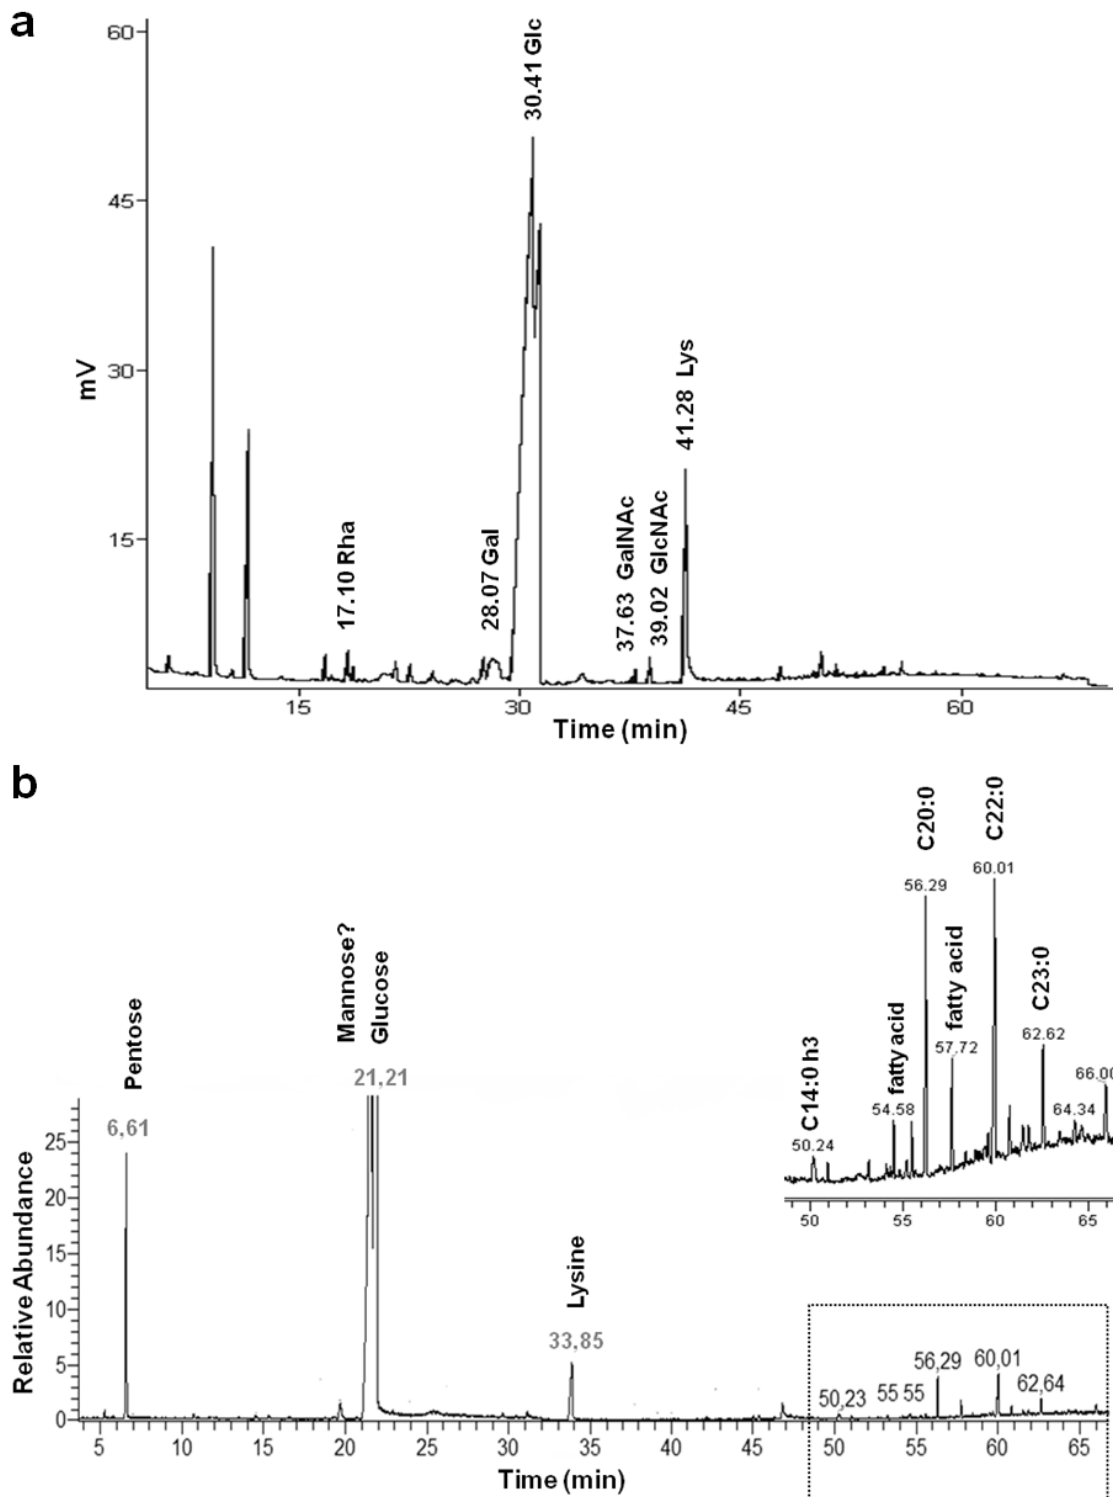 a
60
45
30
15
mV
17.10 Rha
28.07 Gal
30.41 Glc
37.63 GalNAc
39.02 GlcNAc
41.28 Lys
15
30
45
60
Time (min)
b
Pentose
6,61
Mannose?
Glucose
21,21
Lysine
33,85
C14:0 h3
50.24
fatty acid
54.58
C20:0
56.29
fatty acid
57.72
C22:0
60.01
C23:0
62.62
64.34
66.00
50
55
60
65
25
20
15
10
5
0
Relative Abundance
50,23
55 55
56,29
60,01
62,64
5
10
15
20
25
30
35
40
45
50
55
60
65
Time (min)